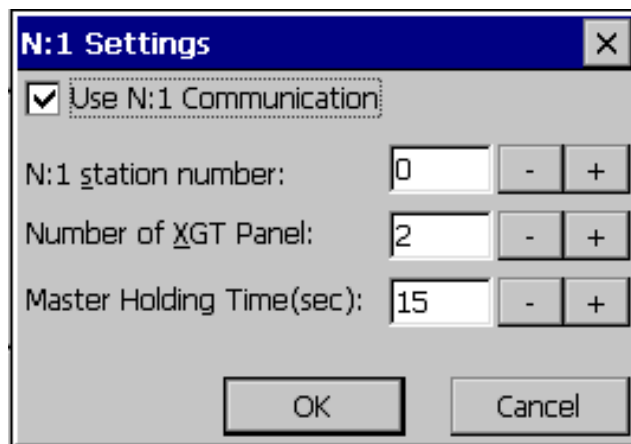 N:1 Settings
Use N:1 Communication
N:1 station number: 0 - +
Number of XGT Panel: 2 - +
Master Holding Time(sec): 15 - +
OK Cancel